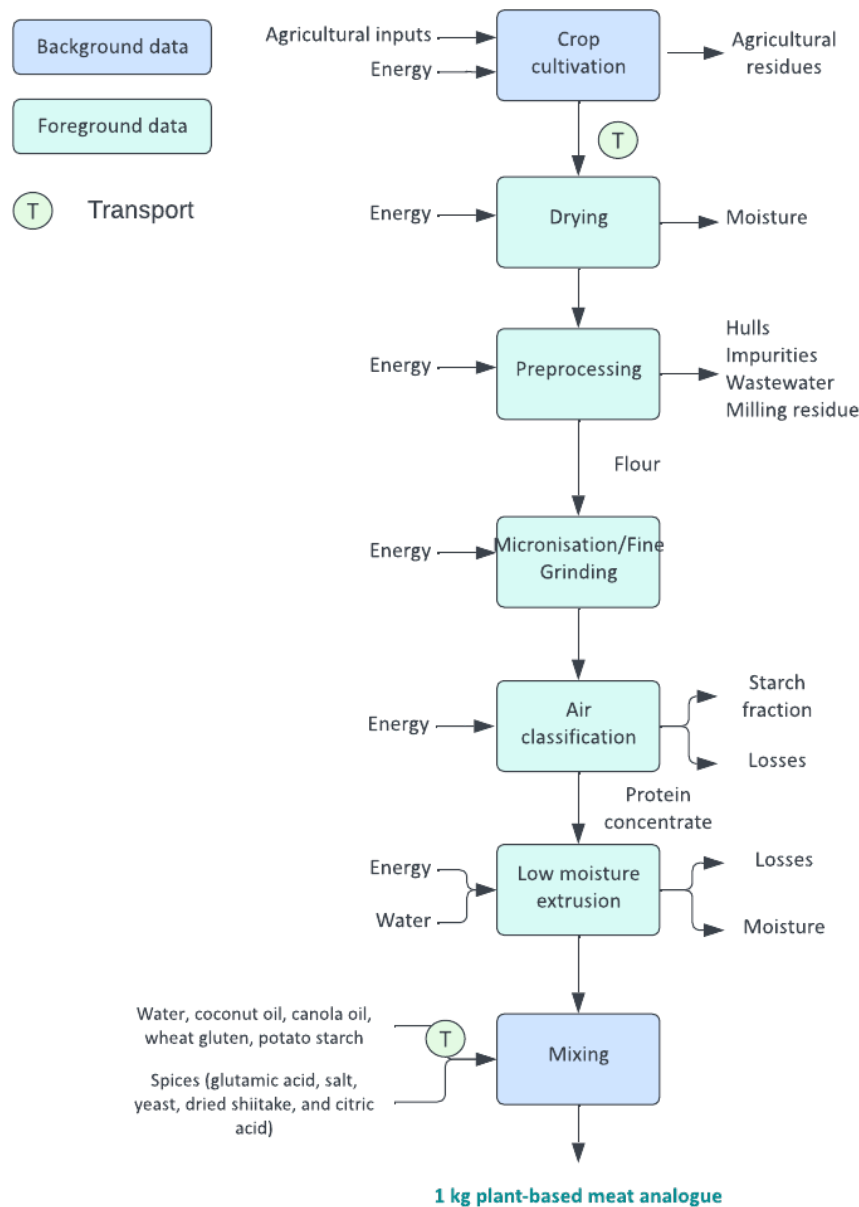 Background data
Foreground data
T
Transport
Agricultural inputs
Energy
Crop
cultivation
Agricultural
residues
T
Energy
Drying
Moisture
Energy
Preprocessing
Hulls
Impurities
Wastewater
Milling residue
Flour
Energy
Micronisation/Fine
Grinding
Energy
Air
classification
Starch
fraction
Losses
Protein
concentrate
Energy
Water
Low moisture
extrusion
Losses
Moisture
Water, coconut oil, canola oil,
wheat gluten, potato starch
T
Spices (glutamic acid, salt,
yeast, dried shiitake, and citric
acid)
Mixing
1 kg plant-based meat analogue